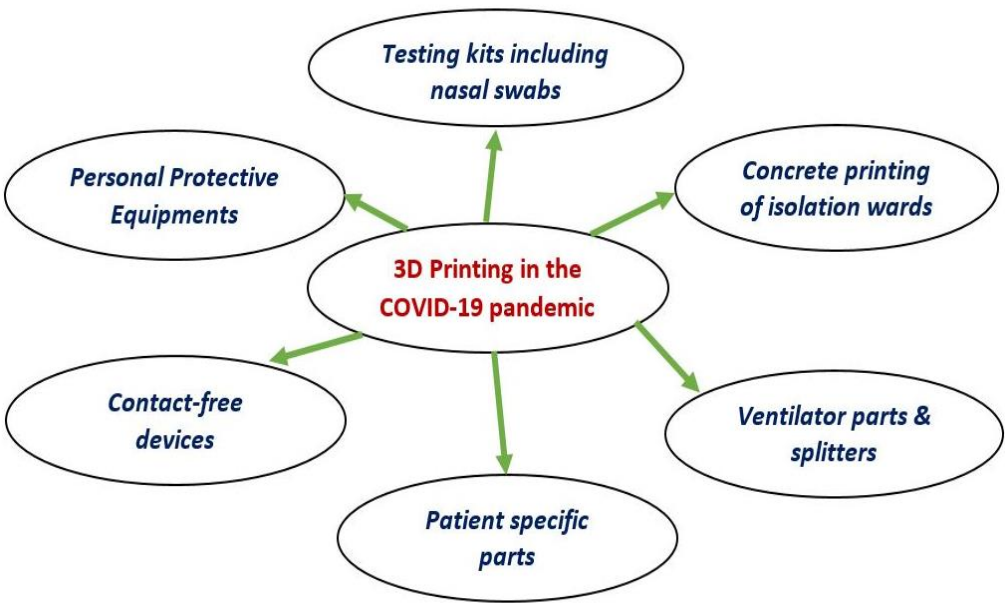 Testing kits including
nasal swabs
Personal Protective
Equipments
Concrete printing
of isolation wards
3D Printing in the
COVID-19 pandemic
Contact-free
devices
Ventilator parts &
splitters
Patient specific
parts